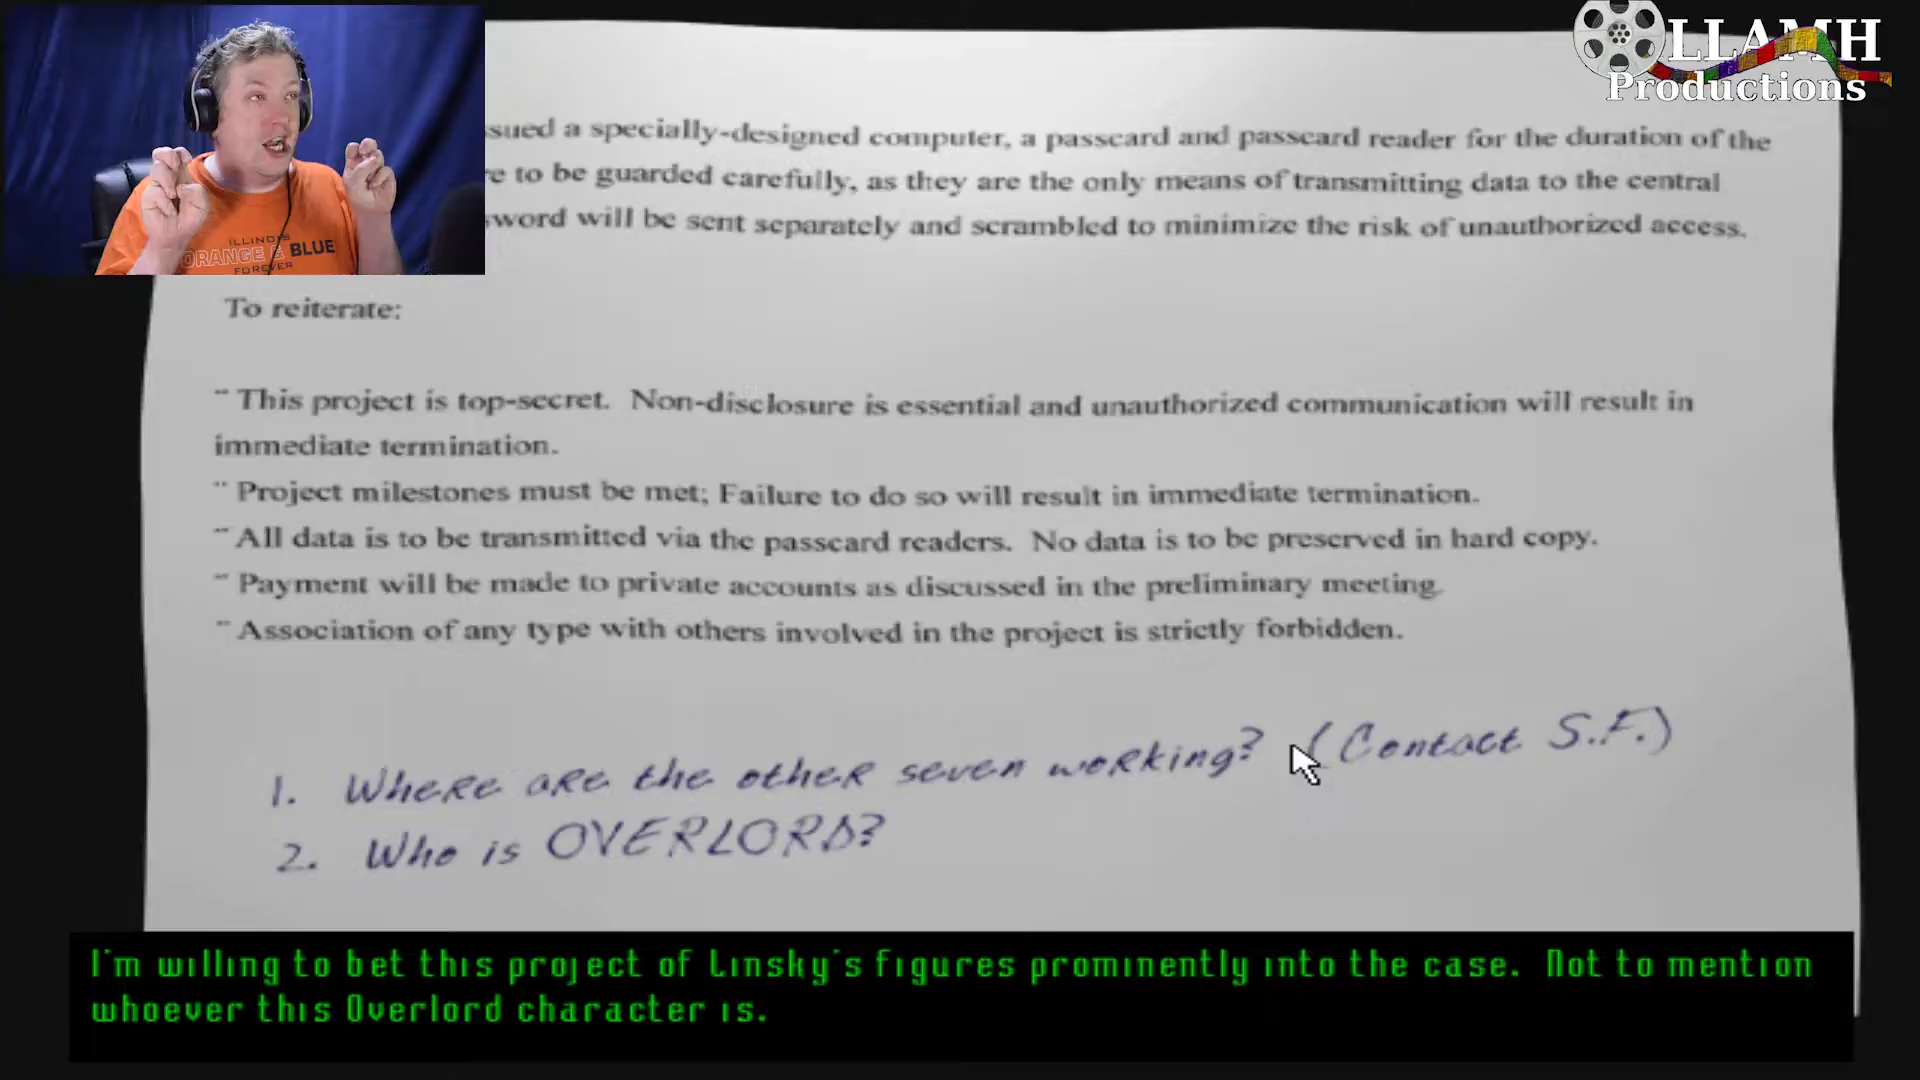 OLLAMH
Productions
ILLINOIS
ORANGE & BLUE
FOREVER
sued a specially-designed computer, a passcard and passcard reader for the duration of the
e to be guarded carefully, as they are the only means of transmitting data to the central
sword will be sent separately and scrambled to minimize the risk of unauthorized access.
To reiterate:
¨ This project is top-secret. Non-disclosure is essential and unauthorized communication will result in
immediate termination.
¨ Project milestones must be met; Failure to do so will result in immediate termination.
¨ All data is to be transmitted via the passcard readers. No data is to be preserved in hard copy.
¨ Payment will be made to private accounts as discussed in the preliminary meeting.
¨ Association of any type with others involved in the project is strictly forbidden.
1. Where are the other seven working? (Contact S.F.)
2. Who is OVERLORD?
I'm willing to bet this project of Linsky's figures prominently into the case. Not to mention
whoever this Overlord character is.